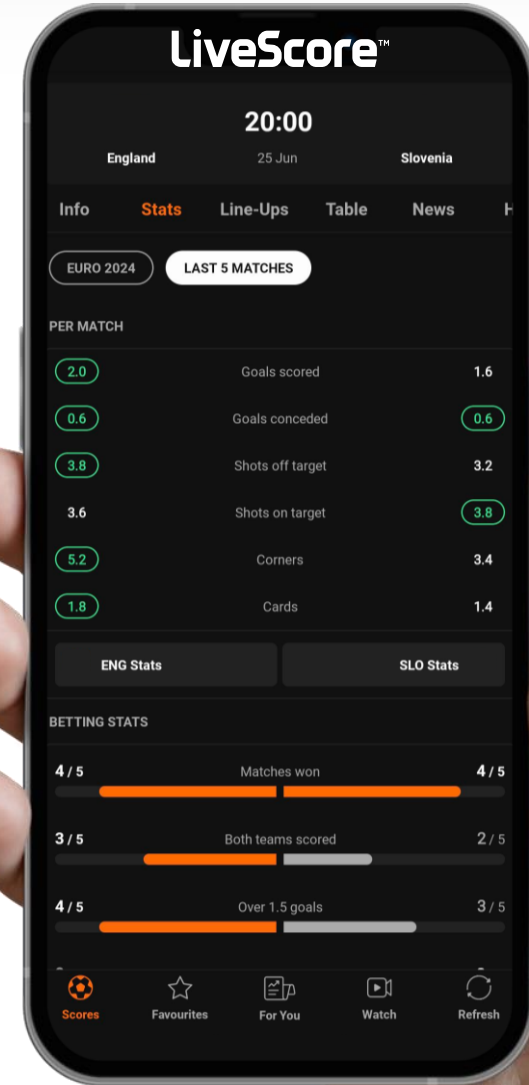 LiveScore™
20:00
England 25 Jun Slovenia
Info Stats Line-Ups Table News H
EURO 2024 LAST 5 MATCHES
PER MATCH
2.0 Goals scored 1.6
0.6 Goals conceded 0.6
3.8 Shots off target 3.2
3.6 Shots on target 3.8
5.2 Corners 3.4
1.8 Cards 1.4
ENG Stats SLO Stats
BETTING STATS
4 / 5 Matches won 4 / 5
3 / 5 Both teams scored 2 / 5
4 / 5 Over 1.5 goals 3 / 5
Scores Favourites For You Watch Refresh